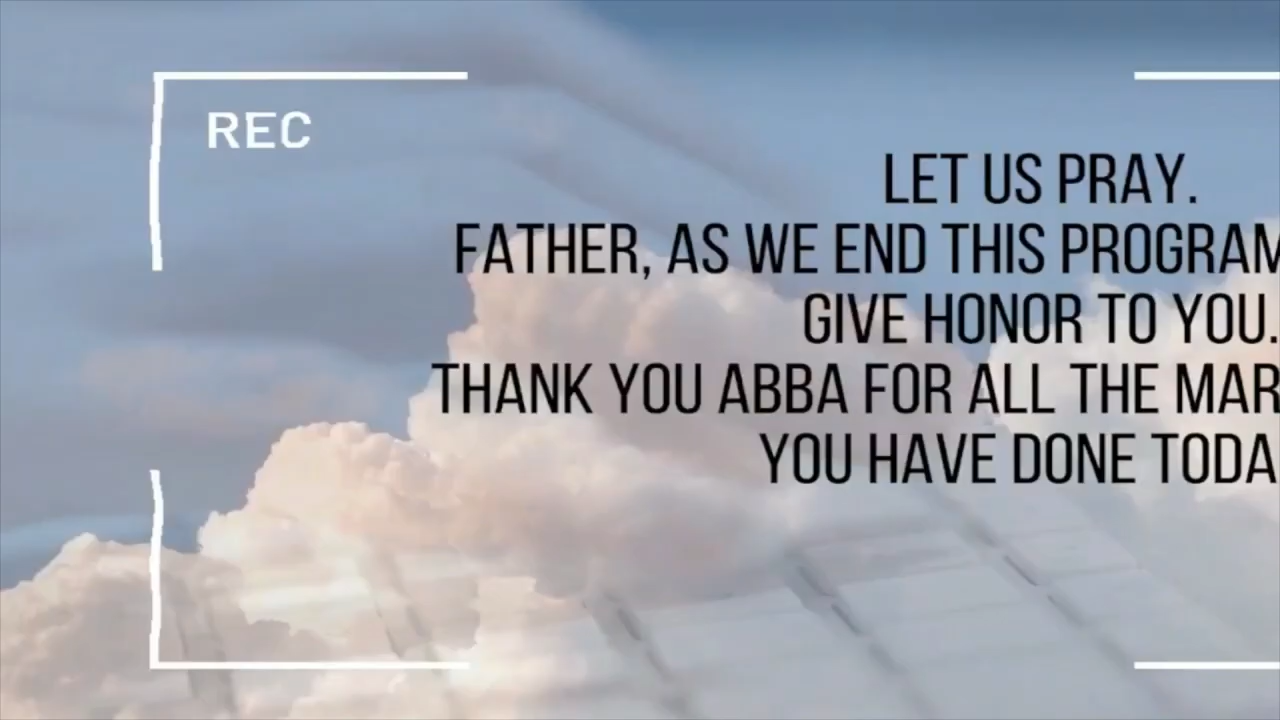 REC
LET US PRAY.
FATHER, AS WE END THIS PROGRAM
GIVE HONOR TO YOU.
THANK YOU ABBA FOR ALL THE
YOU HAVE DONE